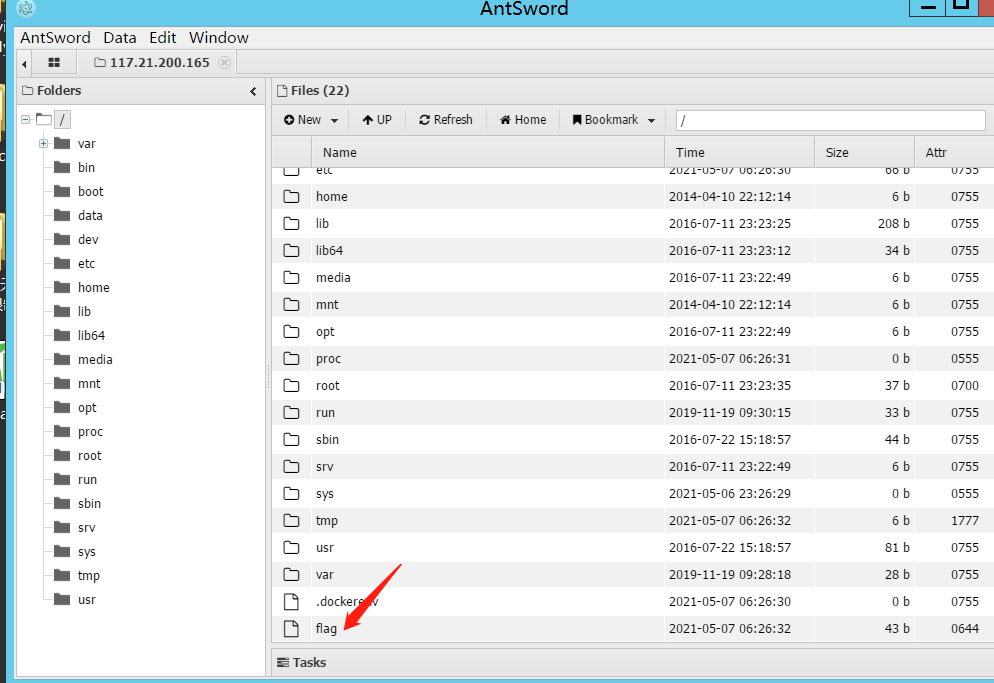 AntSword
AntSword Data Edit Window
117.21.200.165
Folders
Files (22)
New UP Refresh Home Bookmark /
Name Time Size Attr
/
var
bin
boot
data
dev
etc
home
lib
lib64
media
mnt
opt
proc
root
run
sbin
srv
sys
tmp
usr
etc 2021-05-07 06:26:30 66 b 0755
home 2014-04-10 22:12:14 6 b 0755
lib 2016-07-11 23:23:25 208 b 0755
lib64 2016-07-11 23:23:12 34 b 0755
media 2016-07-11 23:22:49 6 b 0755
mnt 2014-04-10 22:12:14 6 b 0755
opt 2016-07-11 23:22:49 6 b 0755
proc 2021-05-07 06:26:31 0 b 0555
root 2016-07-11 23:23:35 37 b 0700
run 2019-11-19 09:30:15 33 b 0755
sbin 2016-07-22 15:18:57 44 b 0755
srv 2016-07-11 23:22:49 6 b 0755
sys 2021-05-06 23:26:29 0 b 0555
tmp 2021-05-07 06:26:32 6 b 1777
usr 2016-07-22 15:18:57 81 b 0755
var 2019-11-19 09:28:18 28 b 0755
.dockerenv 2021-05-07 06:26:30 0 b 0755
flag 2021-05-07 06:26:32 43 b 0644
Tasks